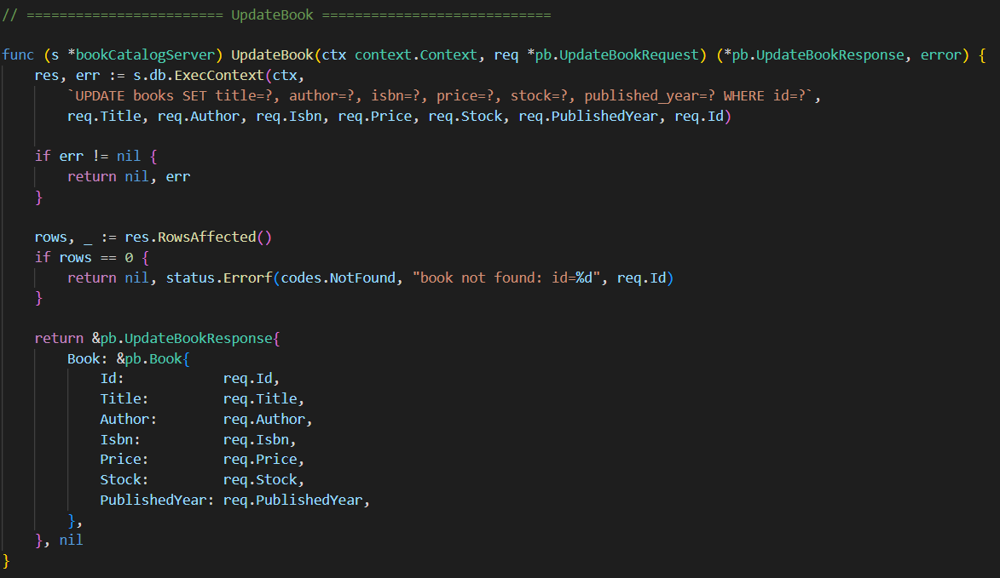 // ======================== UpdateBook ============================
func (s *bookCatalogServer) UpdateBook(ctx context.Context, req *pb.UpdateBookRequest) (*pb.UpdateBookResponse, error) {
    res, err := s.db.ExecContext(ctx,
        `UPDATE books SET title=?, author=?, isbn=?, price=?, stock=?, published_year=? WHERE id=?`,
        req.Title, req.Author, req.Isbn, req.Price, req.Stock, req.PublishedYear, req.Id)
    if err != nil {
        return nil, err
    }
    rows, _ := res.RowsAffected()
    if rows == 0 {
        return nil, status.Errorf(codes.NotFound, "book not found: id=%d", req.Id)
    }
    return &pb.UpdateBookResponse{
        Book: &pb.Book{
            Id:            req.Id,
            Title:         req.Title,
            Author:        req.Author,
            Isbn:          req.Isbn,
            Price:         req.Price,
            Stock:         req.Stock,
            PublishedYear: req.PublishedYear,
        },
    }, nil
}